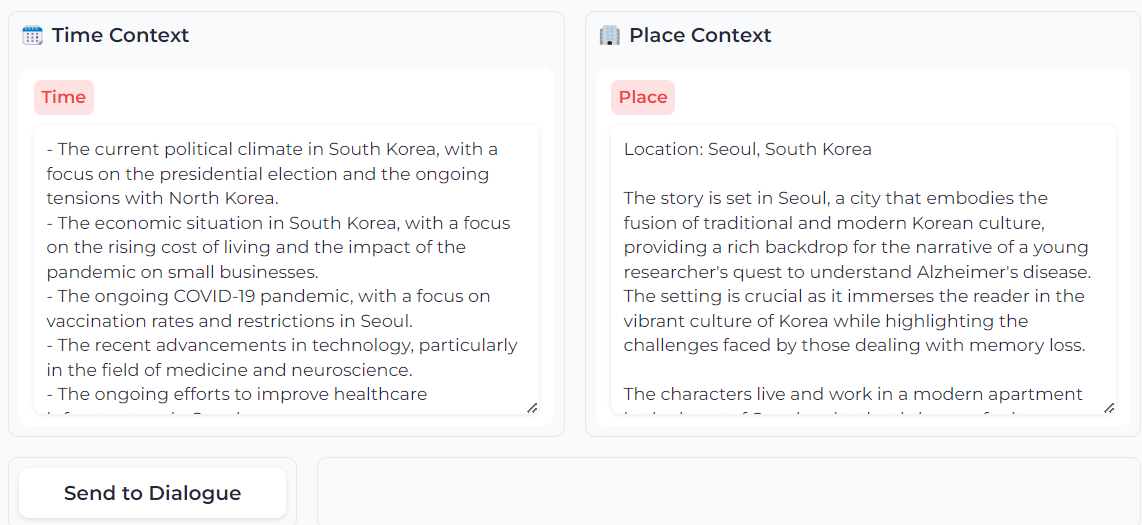 Time Context
Time
- The current political climate in South Korea, with a
focus on the presidential election and the ongoing
tensions with North Korea.
- The economic situation in South Korea, with a focus
on the rising cost of living and the impact of the
pandemic on small businesses.
- The ongoing COVID-19 pandemic, with a focus on
vaccination rates and restrictions in Seoul.
- The recent advancements in technology, particularly
in the field of medicine and neuroscience.
- The ongoing efforts to improve healthcare
Place Context
Place
Location: Seoul, South Korea
The story is set in Seoul, a city that embodies the
fusion of traditional and modern Korean culture,
providing a rich backdrop for the narrative of a young
researcher's quest to understand Alzheimer's disease.
The setting is crucial as it immerses the reader in the
vibrant culture of Korea while highlighting the
challenges faced by those dealing with memory loss.
The characters live and work in a modern apartment
Send to Dialogue